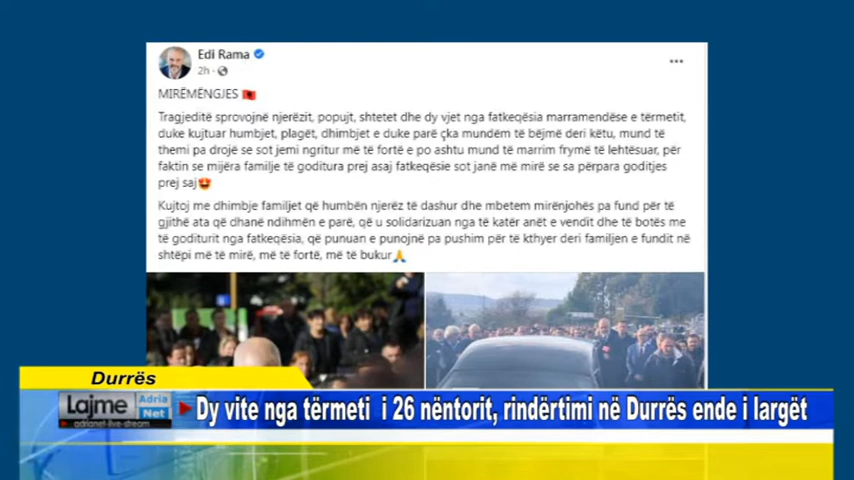 Edi Rama
2h ·
MIRËMËNGJES
Tragjeditë sprovojnë njerëzit, popujt, shtetet dhe dy vjet nga fatkeqësia marramendëse e tërmetit,
duke kujtuar humbjet, plagët, dhimbjet e duke parë çka mundëm të bëjmë deri këtu, mund të
themi pa drojë se sot jemi ngritur më të fortë e po ashtu mund të marrim frymë të lehtësuar, për
faktin se mijëra familje të goditura prej asaj fatkeqësie sot janë më mirë se sa përpara goditjes
prej saj
Kujtoj me dhimbje familjet që humbën njerëz të dashur dhe mbetem mirënjohës pa fund për të
gjithë ata që dhanë ndihmën e parë, që u solidarizuan nga të katër anët e vendit dhe të botës me
të goditurit nga fatkeqësia, që punuan e punojnë pa pushim për të kthyer deri familjen e fundit në
shtëpi më të mirë, më të fortë, më të bukur
Durrës
Lajme
Adria
Net
adrianet-live-stream
Dy vite nga tërmeti i 26 nëntorit, rindërtimi në Durrës ende i largët